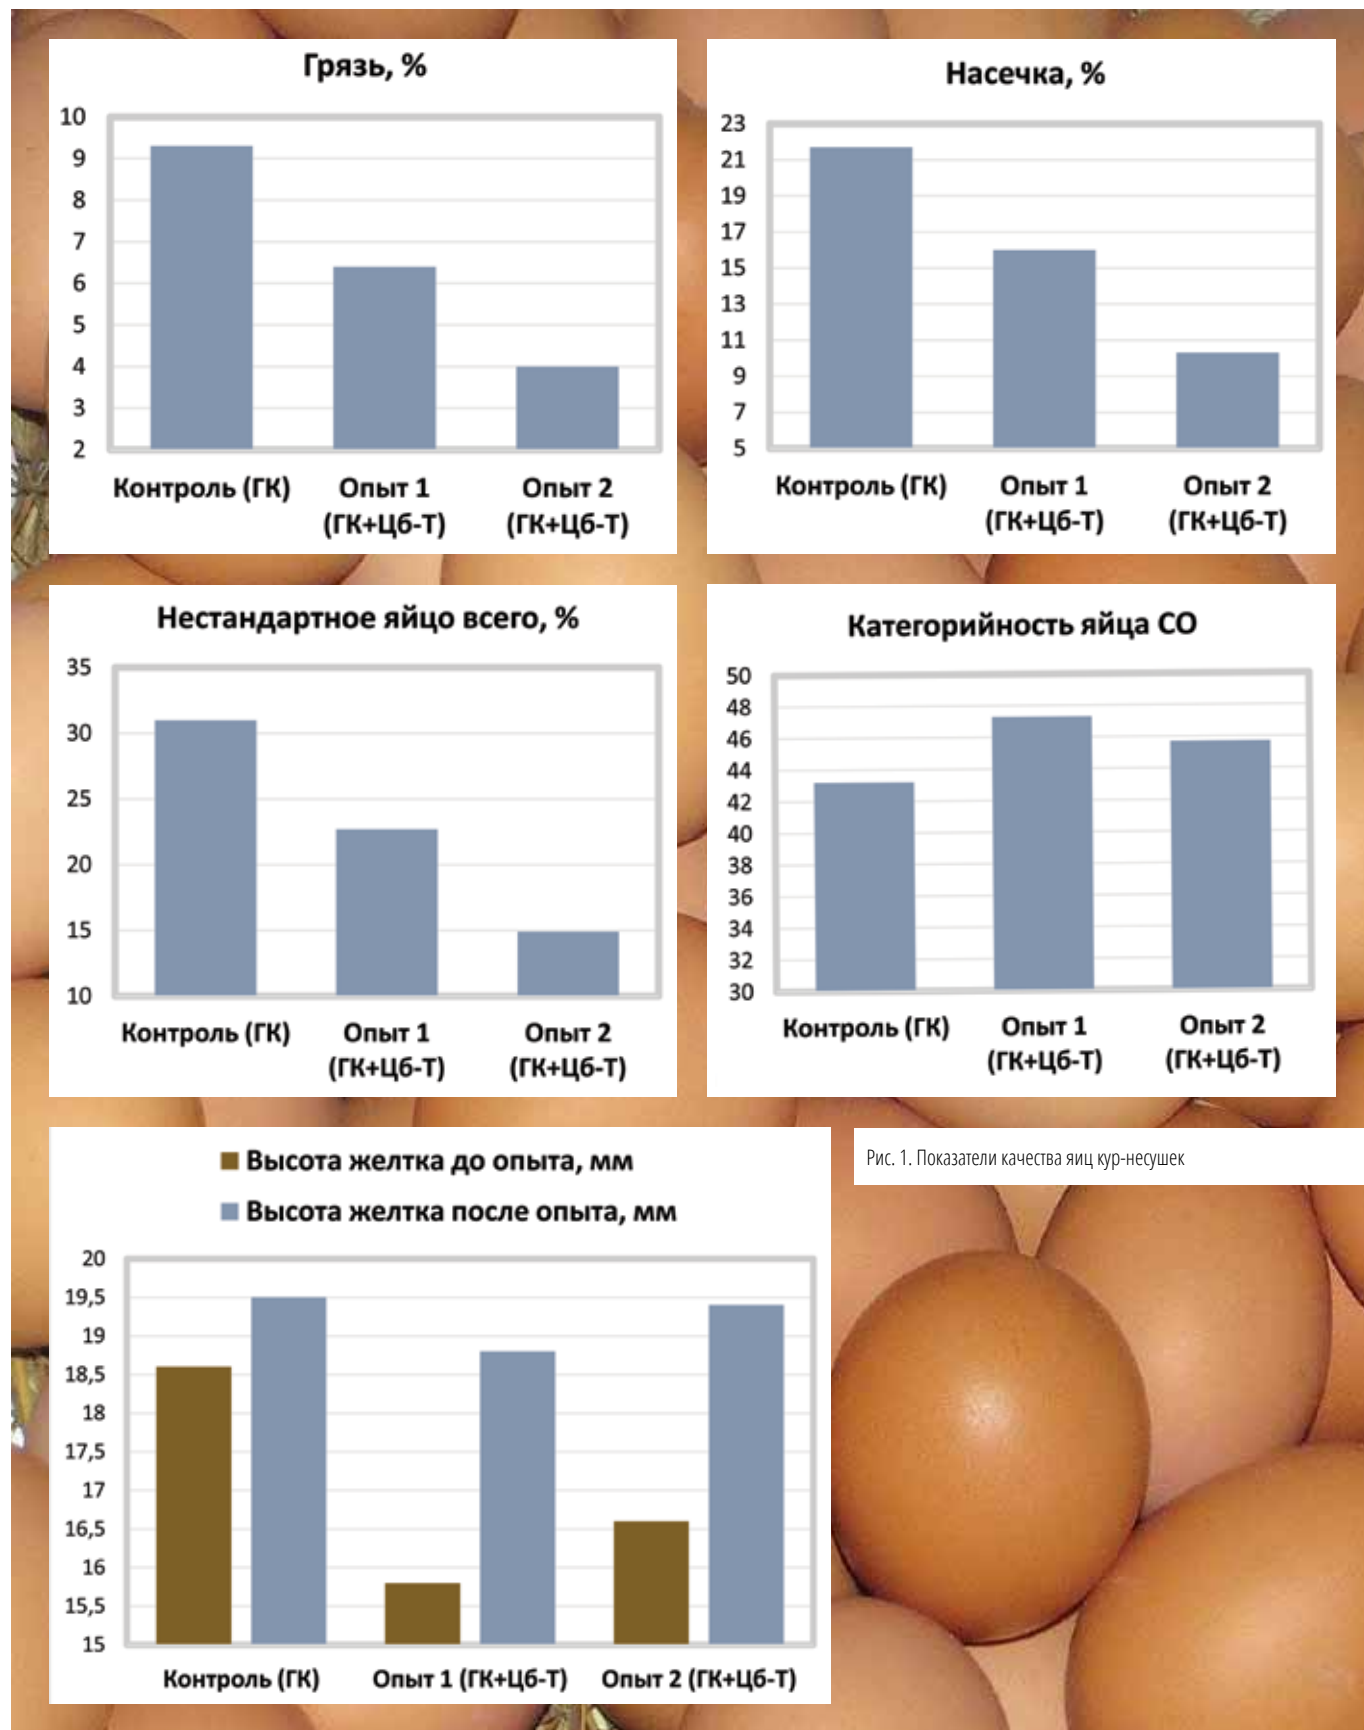 Грязь, %
10
9
8
7
6
5
4
3
2
Контроль (ГК) Опыт 1 Опыт 2
(ГК+Цб-Т) (ГК+Цб-Т)
Насечка, %
23
21
19
17
15
13
11
9
7
5
Контроль (ГК) Опыт 1 Опыт 2
(ГК+Цб-Т) (ГК+Цб-Т)
Нестандартное яйцо всего, %
35
30
25
20
15
10
Контроль (ГК) Опыт 1 Опыт 2
(ГК+Цб-Т) (ГК+Цб-Т)
Категорийность яйца СО
50
48
46
44
42
40
38
36
34
32
30
Контроль (ГК) Опыт 1 Опыт 2
(ГК+Цб-Т) (ГК+Цб-Т)
Высота желтка до опыта, мм
Высота желтка после опыта, мм
20
19,5
19
18,5
18
17,5
17
16,5
16
15,5
15
Контроль (ГК) Опыт 1 (ГК+Цб-Т) Опыт 2 (ГК+Цб-Т)
Рис. 1. Показатели качества яиц кур-несушек